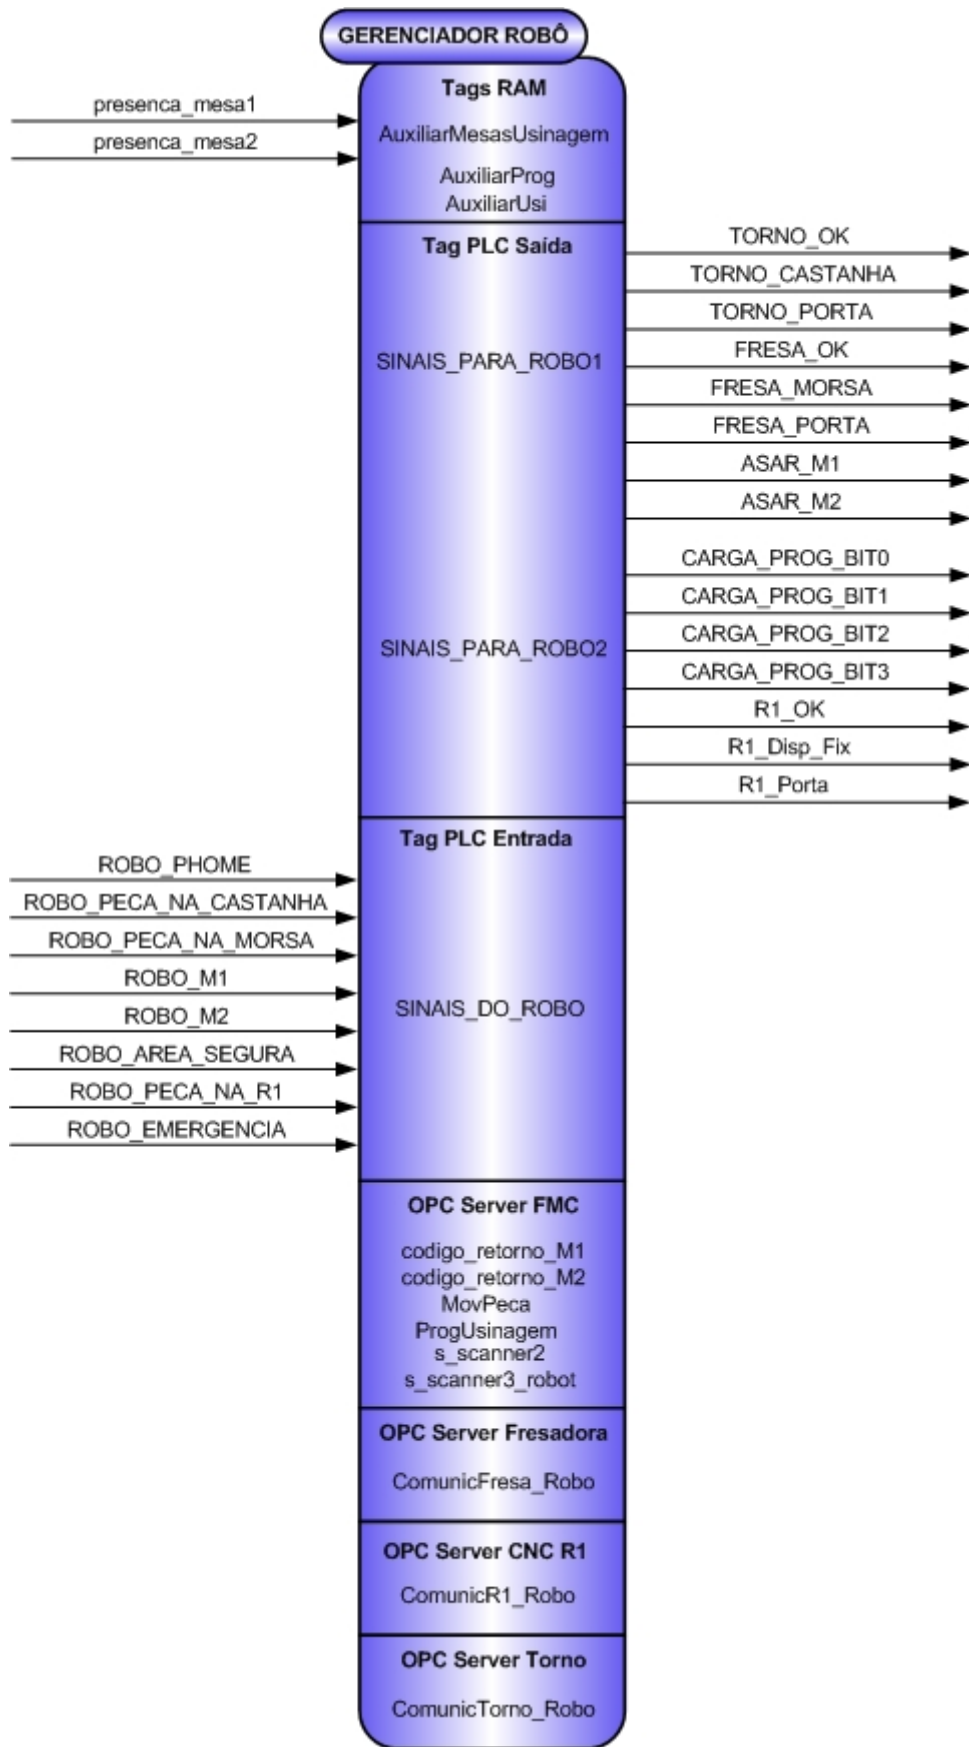 GERENCIADOR ROBÔ
Tags RAM
presenca_mesa1
presenca_mesa2
AuxiliarMesasUsinagem
AuxiliarProg
AuxiliarUsi
Tag PLC Saída
TORNO_OK
TORNO_CASTANHA
TORNO_PORTA
SINAIS_PARA_ROBO1
FRESA_OK
FRESA_MORSA
FRESA_PORTA
ASAR_M1
ASAR_M2
CARGA_PROG_BIT0
CARGA_PROG_BIT1
CARGA_PROG_BIT2
SINAIS_PARA_ROBO2
CARGA_PROG_BIT3
R1_OK
R1_Disp_Fix
R1_Porta
Tag PLC Entrada
ROBO_PHOME
ROBO_PECA_NA_CASTANHA
ROBO_PECA_NA_MORSA
ROBO_M1
SINAIS_DO_ROBO
ROBO_M2
ROBO_AREA_SEGURA
ROBO_PECA_NA_R1
ROBO_EMERGENCIA
OPC Server FMC
codigo_retorno_M1
codigo_retorno_M2
MovPeca
ProgUsinagem
s_scanner2
s_scanner3_robot
OPC Server Fresadora
ComunicFresa_Robo
OPC Server CNC R1
ComunicR1_Robo
OPC Server Torno
ComunicTorno_Robo